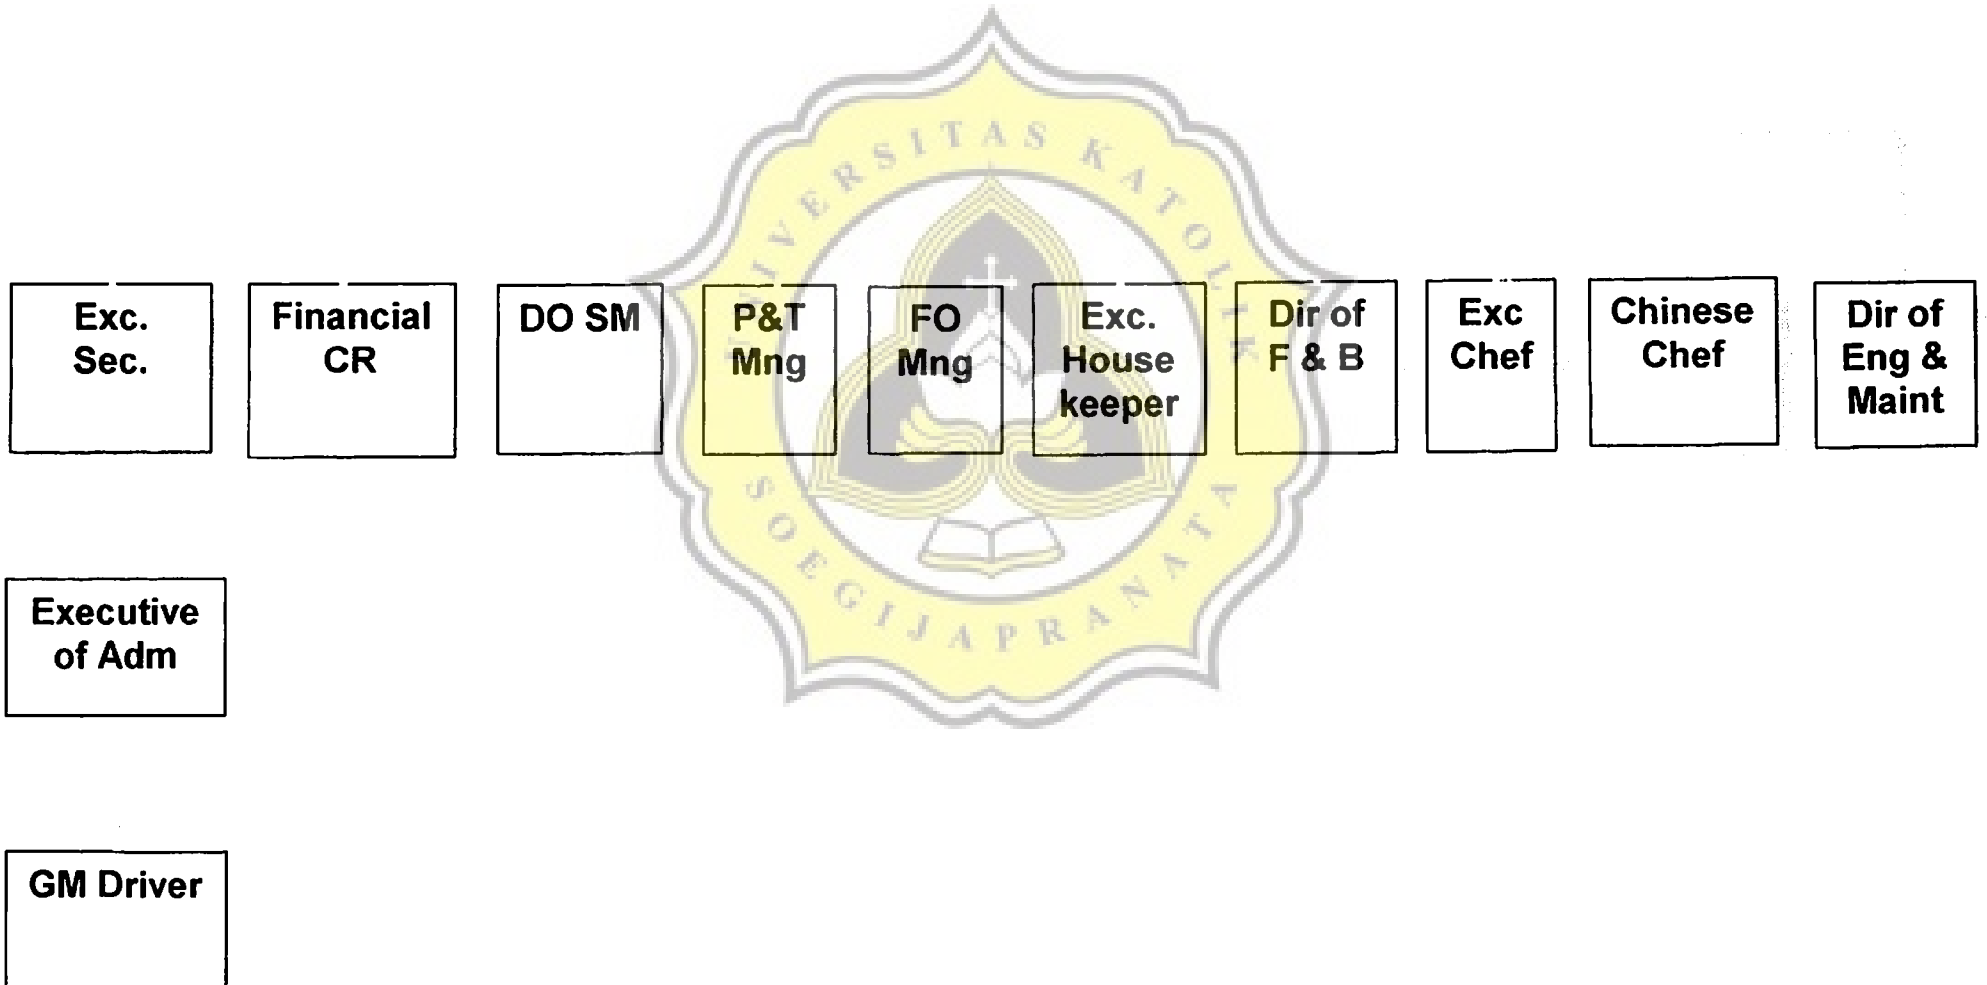 UNIVERSITAS KATOLIK
SOEGIJAPRANATA
Exc.
Sec.
Financial
CR
DO SM
P&T
Mng
FO
Mng
Exc.
House
keeper
Dir of
F & B
Exc
Chef
Chinese
Chef
Dir of
Eng &
Maint
Executive
of Adm
GM Driver